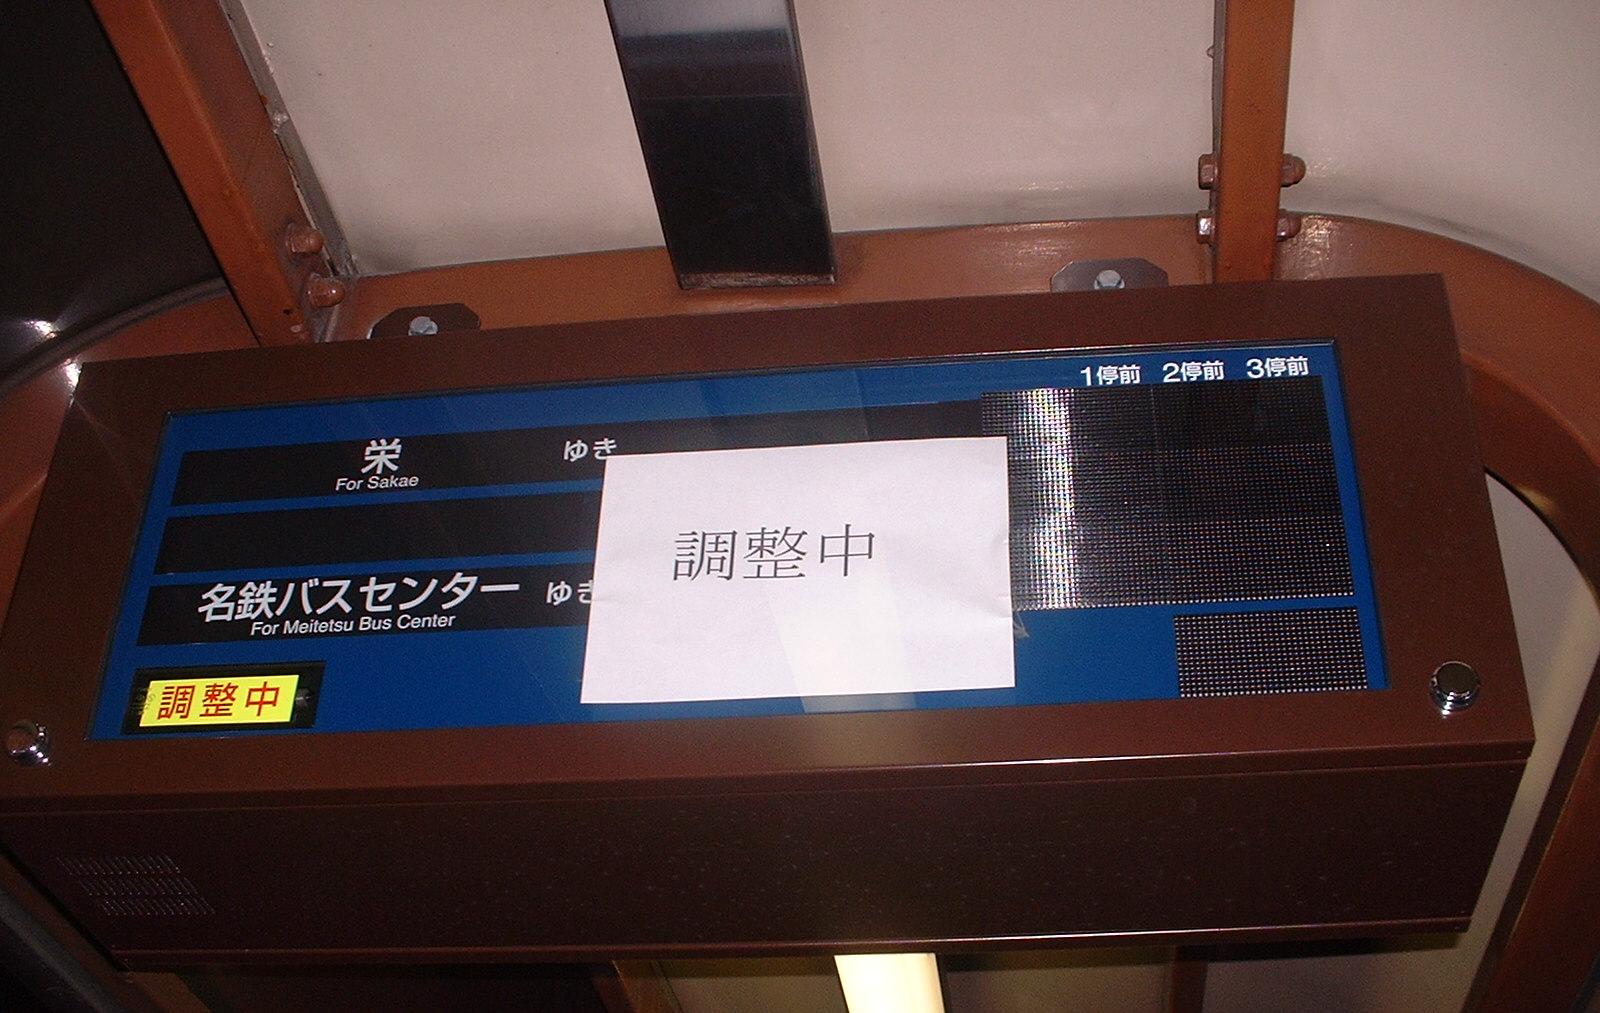 1停前 2停前 3停前
栄 ゆき
For Sakae
調整中
名鉄バスセンター ゆき
For Meitetsu Bus Center
調整中